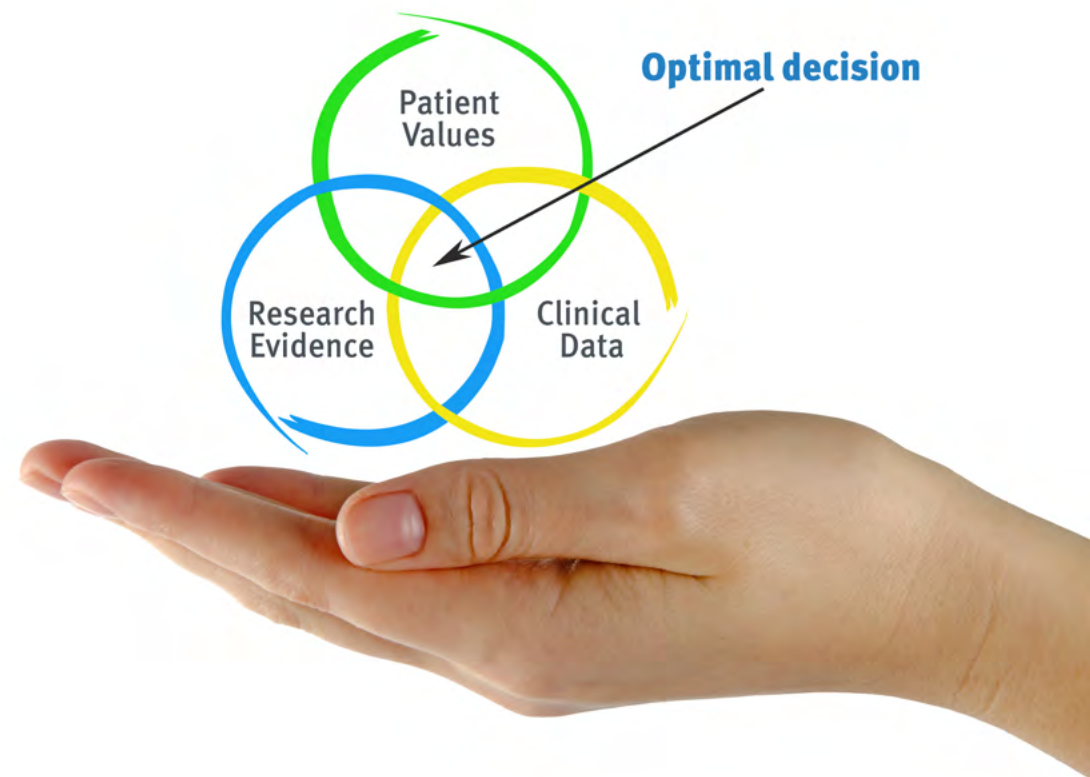 Optimal decision
Patient
Values
Research
Evidence
Clinical
Data